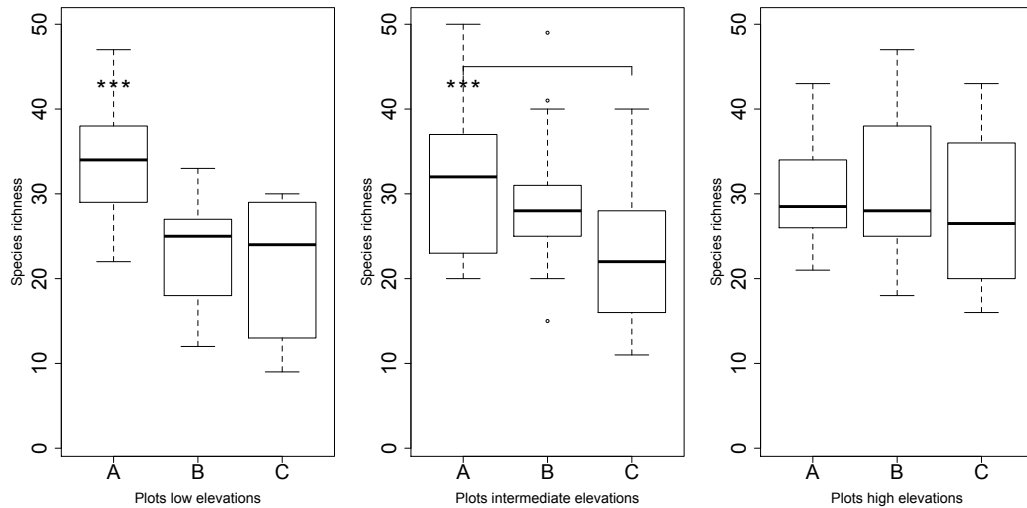 50
40
30
20
10
0
Species richness
***
A B C
Plots low elevations
50
40
30
20
10
0
Species richness
***
A B C
Plots intermediate elevations
50
40
30
20
10
0
Species richness
A B C
Plots high elevations